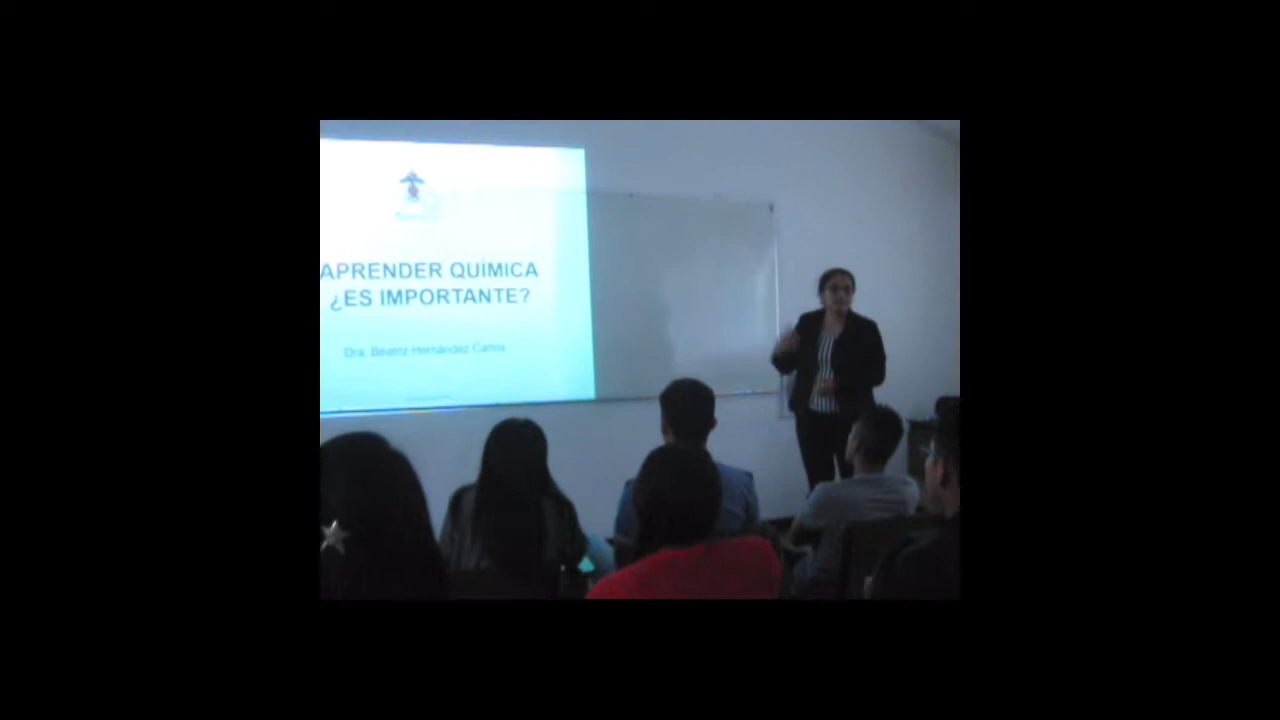 APRENDER QUÍMICA
¿ES IMPORTANTE?
Dra. Beatriz Hernández Carlos